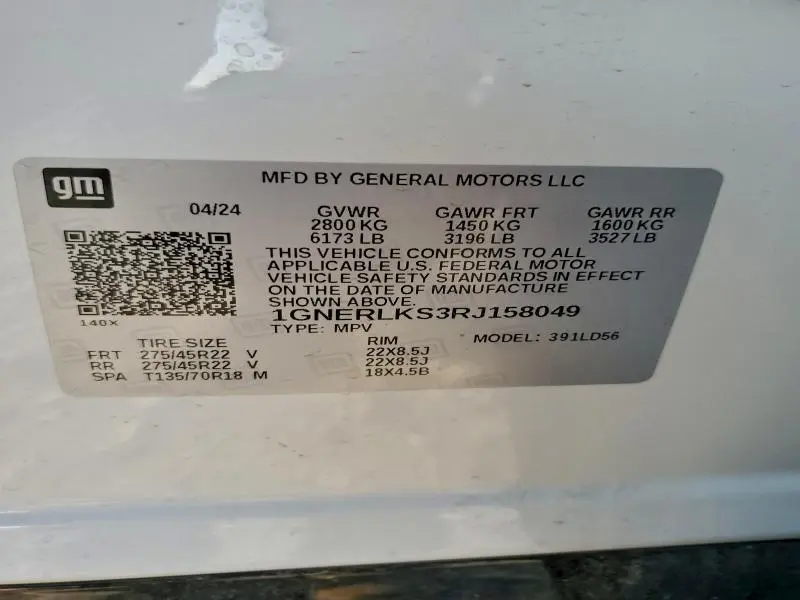 gm
MFD BY GENERAL MOTORS LLC
04/24 GVWR GAWR FRT GAWR RR
2800 KG 1450 KG 1600 KG
6173 LB 3196 LB 3527 LB
THIS VEHICLE CONFORMS TO ALL
APPLICABLE U.S. FEDERAL MOTOR
VEHICLE SAFETY STANDARDS IN EFFECT
ON THE DATE OF MANUFACTURE
SHOWN ABOVE.
140X
1GNERLKS3RJ158049
TYPE: MPV MODEL: 391LD56
TIRE SIZE RIM
FRT 275/45R22 V 22X8.5J
RR 275/45R22 V 22X8.5J
SPA T135/70R18 M 18X4.5B